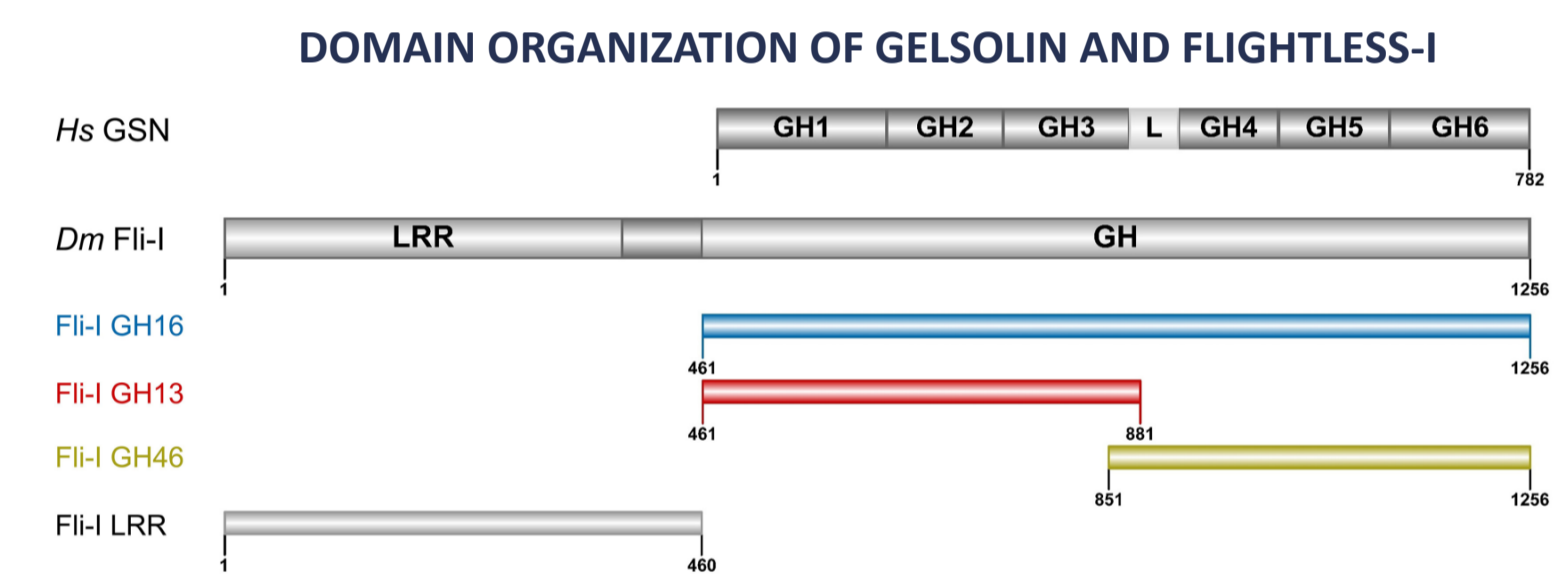 DOMAIN ORGANIZATION OF GELSOLIN AND FLIGHTLESS-I
Hs GSN
GH1 GH2 GH3 L GH4 GH5 GH6
1 782
Dm Fli-I
LRR GH
1 1256
Fli-I GH16
461 1256
Fli-I GH13
461 881
Fli-I GH46
851 1256
Fli-I LRR
1 460